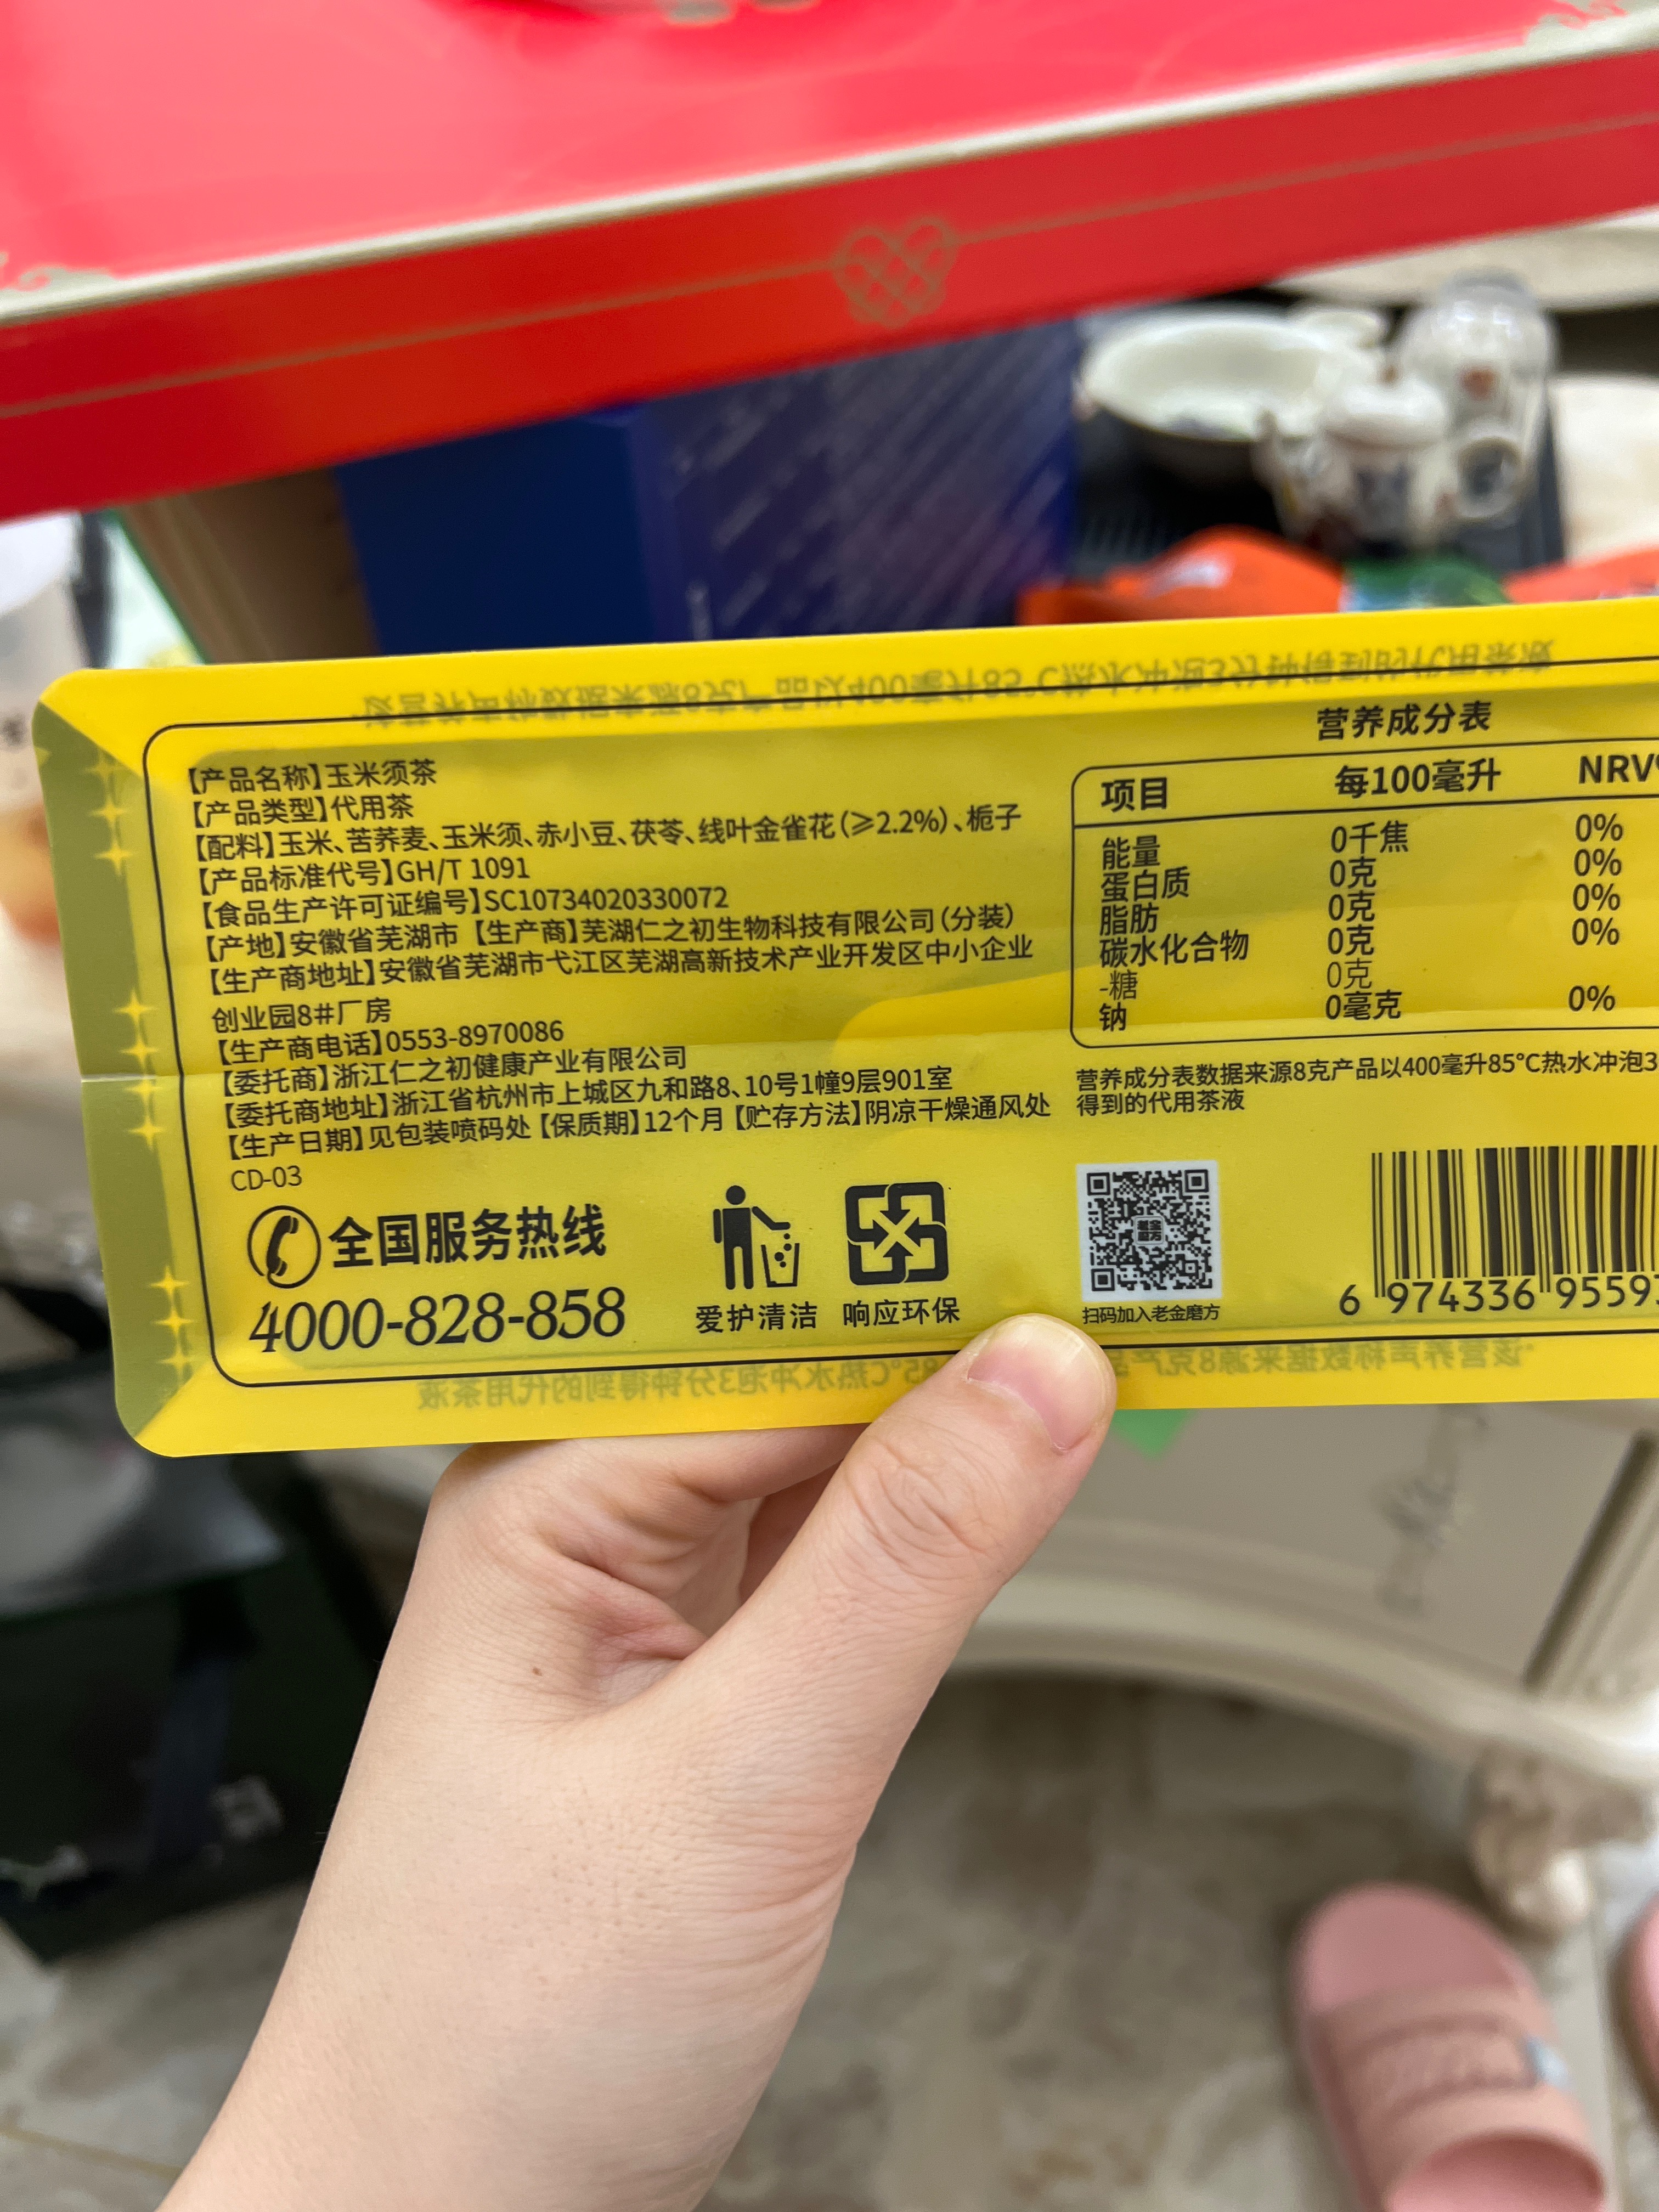 【产品名称】玉米须茶
【产品类型】代用茶
【配料】玉米、苦荞麦、玉米须、赤小豆、茯苓、线叶金雀花(≥2.2%)、栀子
【产品标准代号】GH/T 1091
【食品生产许可证编号】SC10734020330072
【产地】安徽省芜湖市【生产商】芜湖仁之初生物科技有限公司(分装)
【生产商地址】安徽省芜湖市弋江区芜湖高新技术产业开发区中小企业
创业园8#厂房
【生产商电话】0553-8970086
【委托商】浙江仁之初健康产业有限公司
【委托商地址】浙江省杭州市上城区九和路8、10号1幢9层901室
【生产日期】见包装喷码处【保质期】12个月【贮存方法】阴凉干燥通风处
CD-03
全国服务热线
4000-828-858
爱护清洁 响应环保
营养成分表
项目 每100毫升 NRV
能量 0千焦 0%
蛋白质 0克 0%
脂肪 0克 0%
碳水化合物 0克 0%
-糖 0克
钠 0毫克 0%
营养成分表数据来源8克产品以400毫升85°C热水冲泡3
得到的代用茶液
老金
磨方
扫码加入老金磨方
6 974336 9559